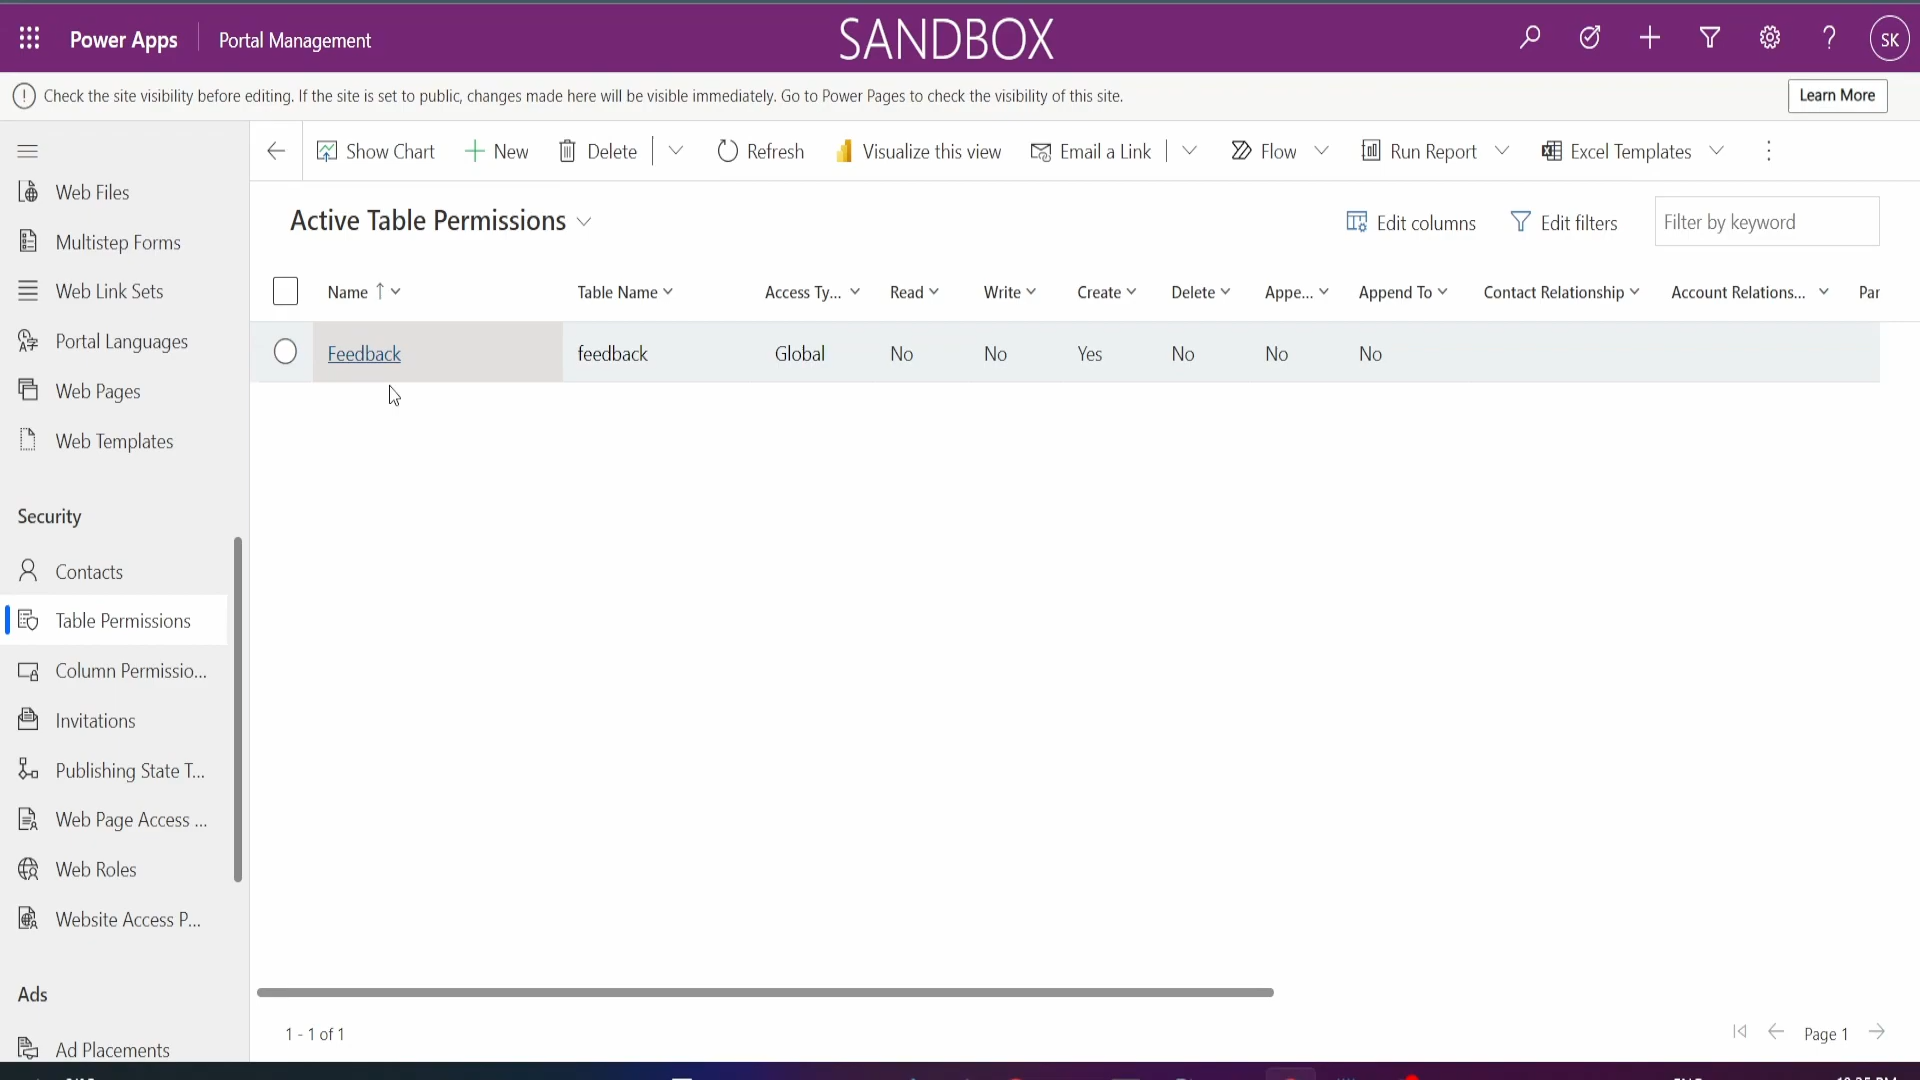 Power Apps
Portal Management
SANDBOX
SK
Check the site visibility before editing. If the site is set to public, changes made here will be visible immediately. Go to Power Pages to check the visibility of this site.
Learn More
Web Files
Multistep Forms
Web Link Sets
Portal Languages
Web Pages
Web Templates
Security
Contacts
Table Permissions
Column Permissio...
Invitations
Publishing State T...
Web Page Access ...
Web Roles
Website Access P...
Ads
Ad Placements
Show Chart
New
Delete
Refresh
Visualize this view
Email a Link
Flow
Run Report
Excel Templates
Active Table Permissions
Edit columns
Edit filters
Filter by keyword
Name Table Name Access Ty... Read Write Create Delete Appe... Append To Contact Relationship Account Relations... Par
Feedback feedback Global No No Yes No No No
1 - 1 of 1
Page 1